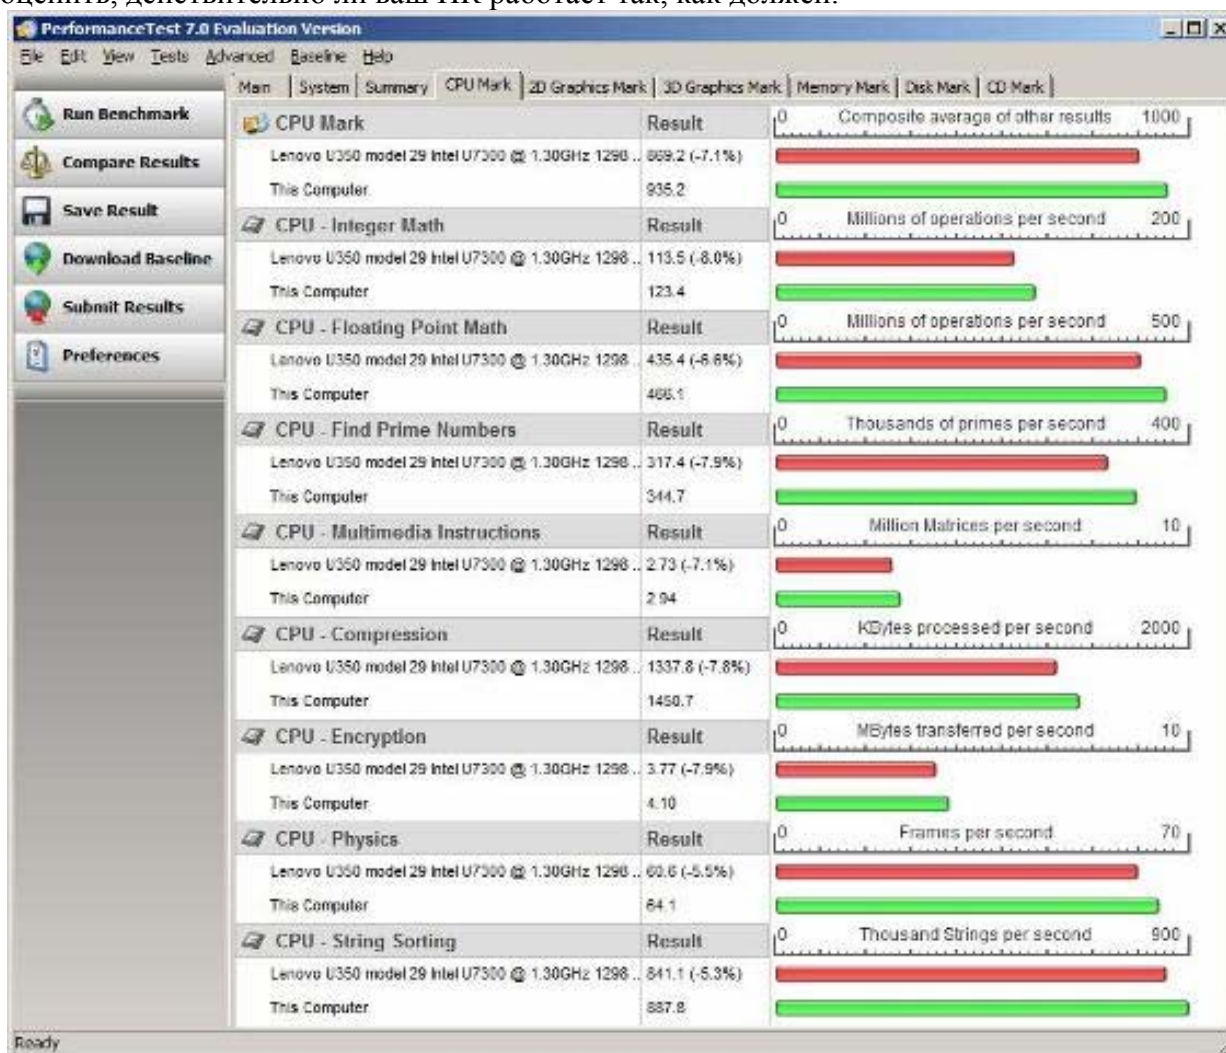 оценить, действительно ли ваш ПК работает так, как должен.
PerformanceTest 7.0 Evaluation Version
File Edit View Tests Advanced Baseline Help
Main System Summary CPU Mark 2D Graphics Mark 3D Graphics Mark Memory Mark Disk Mark CD Mark
Run Benchmark
Compare Results
Save Result
Download Baseline
Submit Results
Preferences
CPU Mark Result 0 Composite average of other results 1000
Lenovo U350 model 29 Intel U7300 @ 1.30GHz 1298 .. 869.2 (-7.1%)
This Computer 935.2
CPU - Integer Math Result 0 Millions of operations per second 200
Lenovo U350 model 29 Intel U7300 @ 1.30GHz 1298 .. 113.5 (-8.0%)
This Computer 123.4
CPU - Floating Point Math Result 0 Millions of operations per second 500
Lenovo U350 model 29 Intel U7300 @ 1.30GHz 1298 .. 435.4 (-6.6%)
This Computer 466.1
CPU - Find Prime Numbers Result 0 Thousands of primes per second 400
Lenovo U350 model 29 Intel U7300 @ 1.30GHz 1298 .. 317.4 (-7.9%)
This Computer 344.7
CPU - Multimedia Instructions Result 0 Million Matrices per second 10
Lenovo U350 model 29 Intel U7300 @ 1.30GHz 1298 .. 2.73 (-7.1%)
This Computer 2.94
CPU - Compression Result 0 KBytes processed per second 2000
Lenovo U350 model 29 Intel U7300 @ 1.30GHz 1298 .. 1337.8 (-7.8%)
This Computer 1450.7
CPU - Encryption Result 0 MBytes transferred per second 10
Lenovo U350 model 29 Intel U7300 @ 1.30GHz 1298 .. 3.77 (-7.9%)
This Computer 4.10
CPU - Physics Result 0 Frames per second 70
Lenovo U350 model 29 Intel U7300 @ 1.30GHz 1298 .. 60.6 (-5.5%)
This Computer 64.1
CPU - String Sorting Result 0 Thousand Strings per second 900
Lenovo U350 model 29 Intel U7300 @ 1.30GHz 1298 .. 841.1 (-5.3%)
This Computer 887.8
Ready